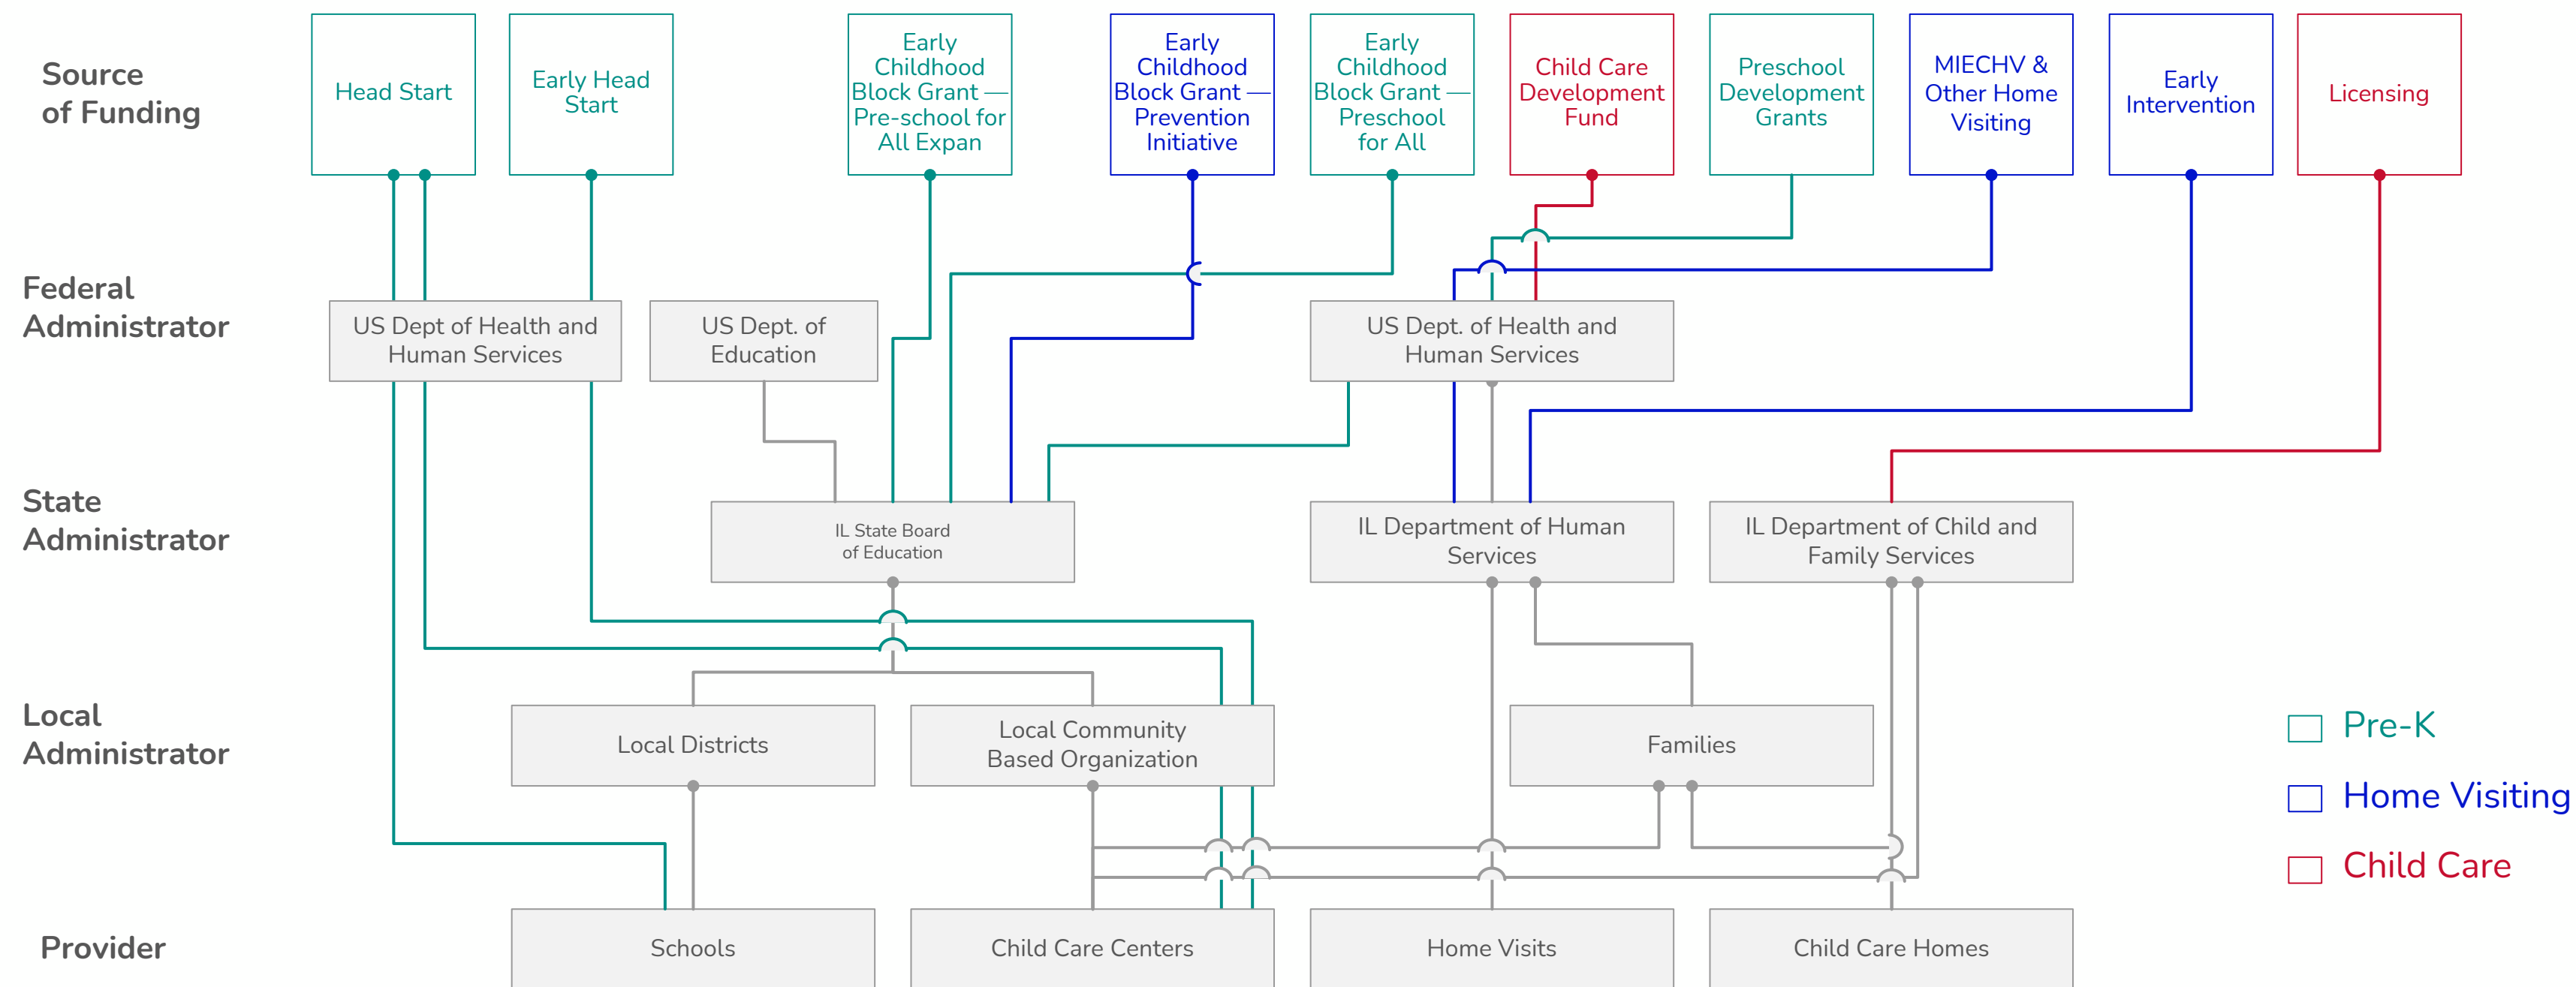 Source
of Funding
Head Start
Early Head
Start
Early
Childhood
Block Grant —
Pre-school for
All Expan
Early
Childhood
Block Grant —
Prevention
Initiative
Early
Childhood
Block Grant —
Preschool
for All
Child Care
Development
Fund
Preschool
Development
Grants
MIECHV &
Other Home
Visiting
Early
Intervention
Licensing
Federal
Administrator
US Dept of Health and
Human Services
US Dept. of
Education
US Dept. of Health and
Human Services
State
Administrator
IL State Board
of Education
IL Department of Human
Services
IL Department of Child and
Family Services
Local
Administrator
Local Districts
Local Community
Based Organization
Families
Pre-K
Home Visiting
Child Care
Provider
Schools
Child Care Centers
Home Visits
Child Care Homes